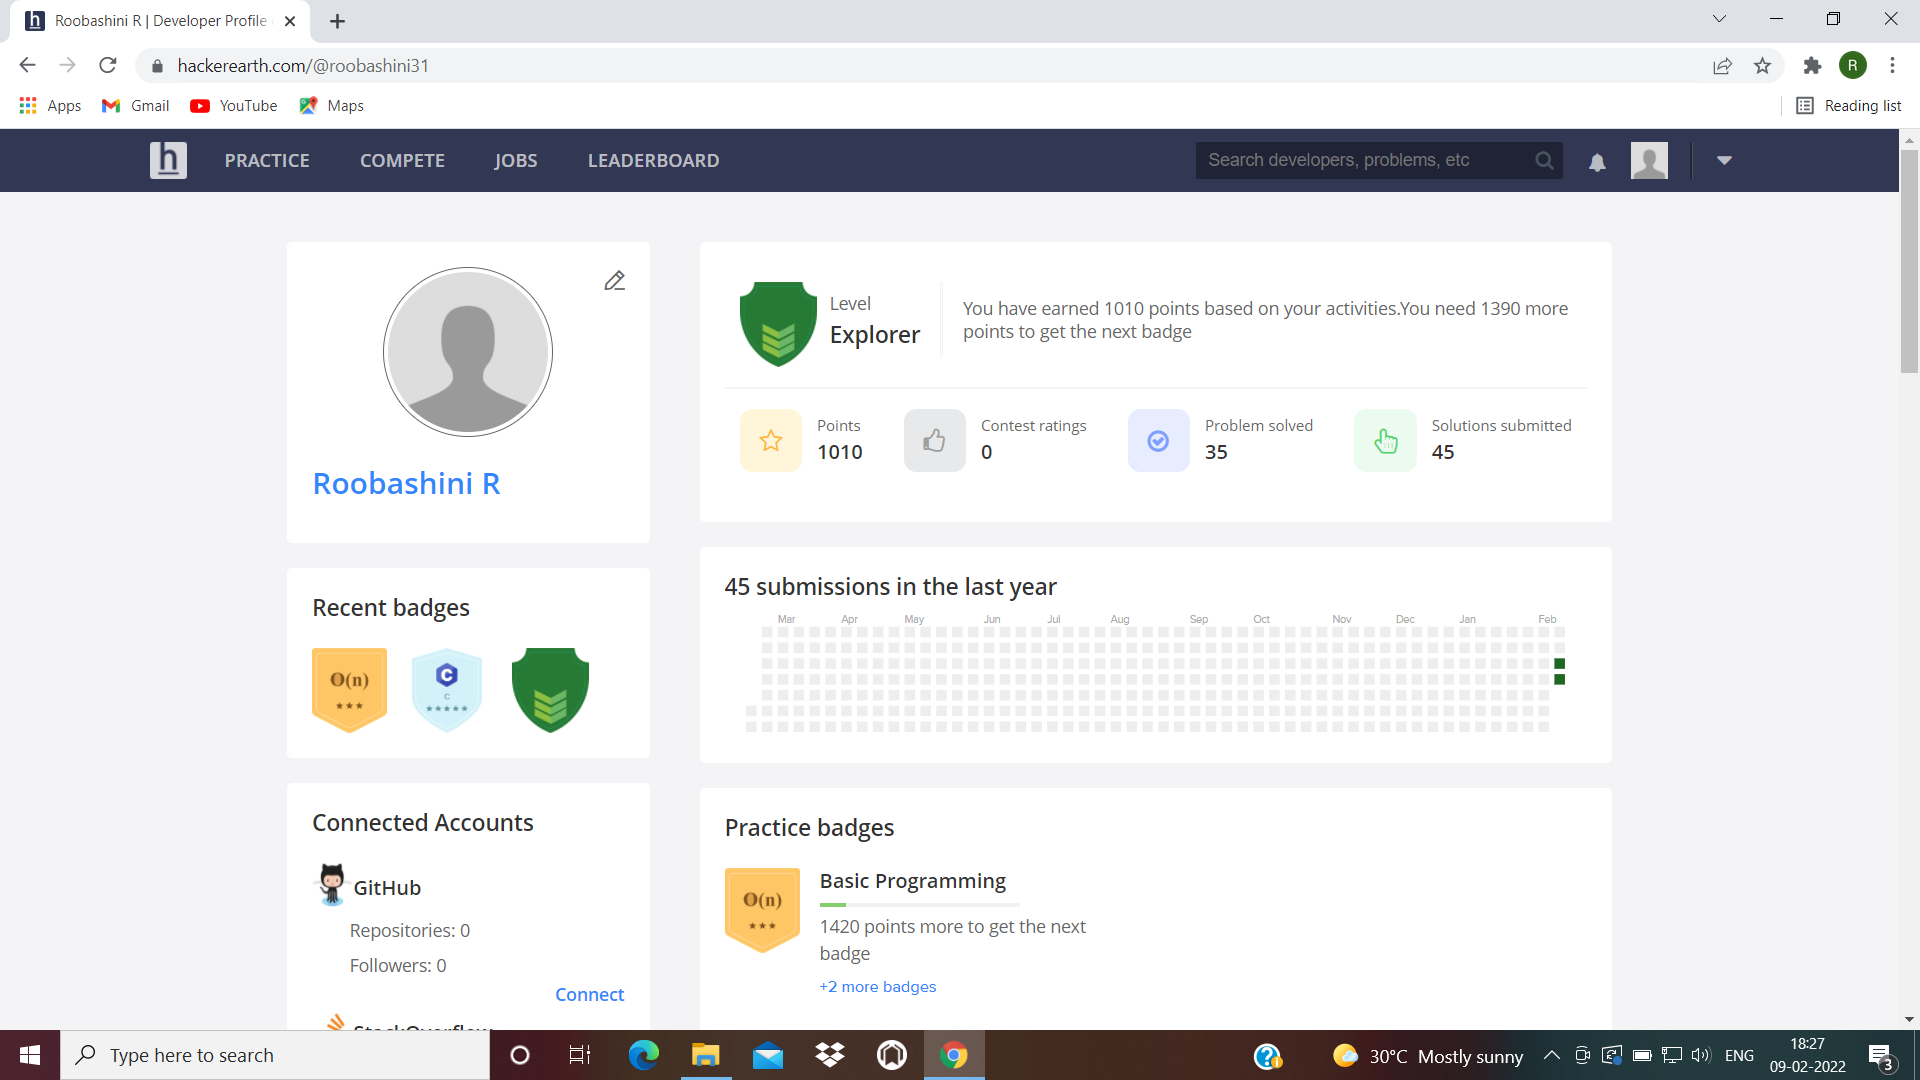 Roobashini R | Developer Profile
hackerearth.com/@roobashini31
R
Apps
Gmail
YouTube
Maps
Reading list
h
PRACTICE
COMPETE
JOBS
LEADERBOARD
Search developers, problems, etc
Roobashini R
Level
Explorer
You have earned 1010 points based on your activities.You need 1390 more
points to get the next badge
Points
1010
Contest ratings
0
Problem solved
35
Solutions submitted
45
Recent badges
O(n)
C
C
45 submissions in the last year
Mar Apr May Jun Jul Aug Sep Oct Nov Dec Jan Feb
Connected Accounts
GitHub
Repositories: 0
Followers: 0
Connect
StackOverflow
Practice badges
O(n)
Basic Programming
1420 points more to get the next
badge
+2 more badges
Type here to search
30°C Mostly sunny
ENG
18:27
09-02-2022
3